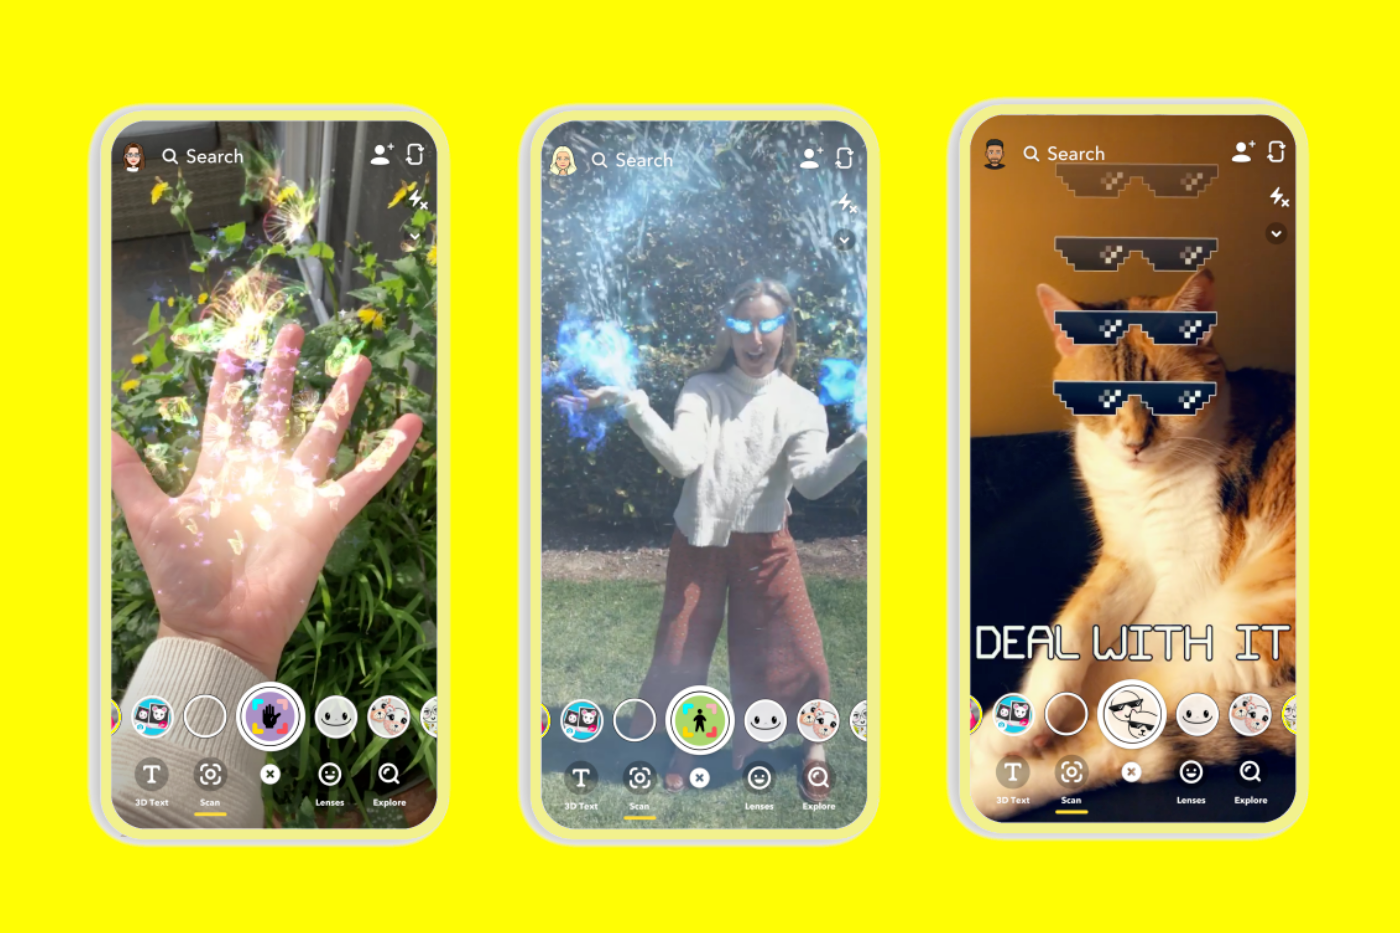 Search
3D Text
Scan
Lenses
Explore
Search
3D Text
Scan
Lenses
Explore
Search
DEAL WITH IT
3D Text
Scan
Lenses
Explore